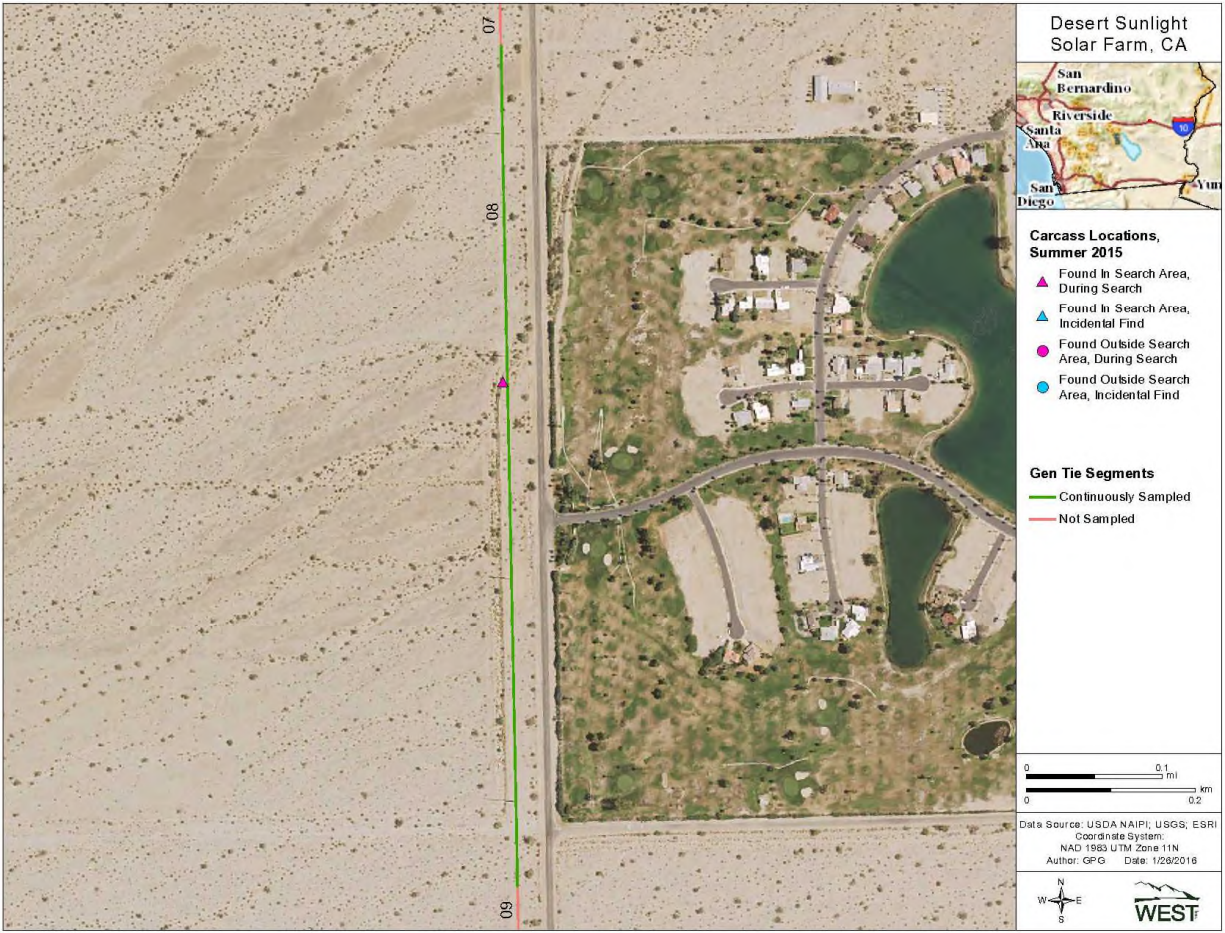 07
08
09
Desert Sunlight
Solar Farm, CA
San
Bernardino
Riverside
Santa
Ana
10
San
Diego
Yun
Carcass Locations,
Summer 2015
Found In Search Area,
During Search
Found In Search Area,
Incidental Find
Found Outside Search
Area, During Search
Found Outside Search
Area, Incidental Find
Gen Tie Segments
Continuously Sampled
Not Sampled
0 0.1
mi
km
0 0.2
Data Source: USDA NAIPI; USGS; ESRI
Coordinate System:
NAD 1983 UTM Zone 11N
Author: GPG Date: 1/26/2016
N
W E
S
WEST